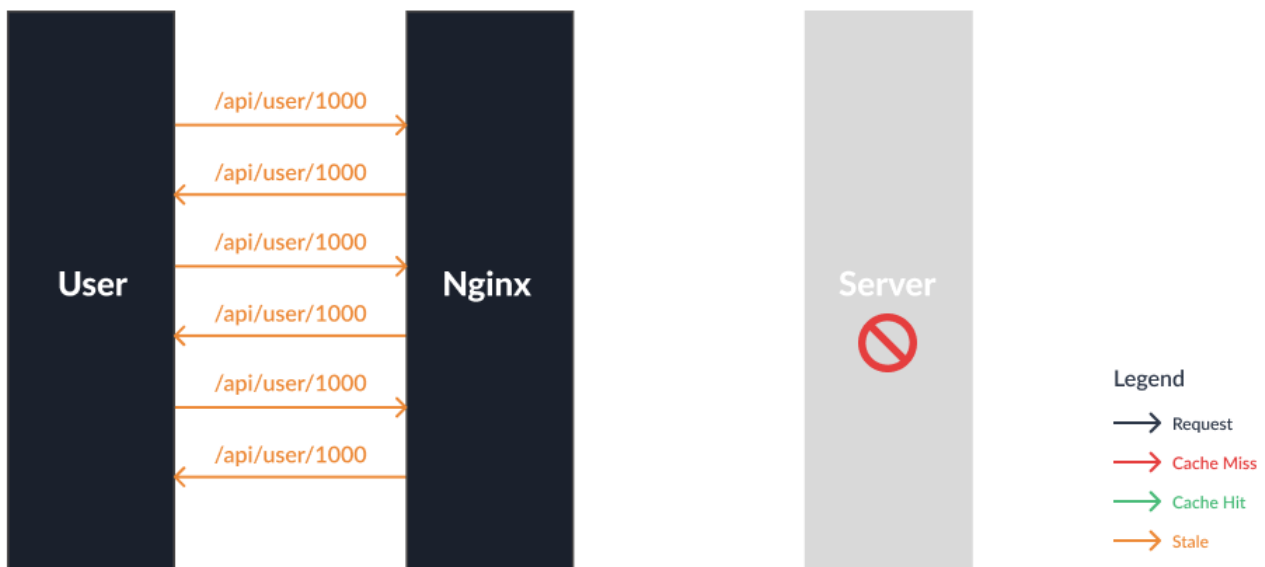 /api/user/1000
/api/user/1000
/api/user/1000
User
Nginx
Server
/api/user/1000
/api/user/1000
/api/user/1000
Legend
Request
Cache Miss
Cache Hit
Stale